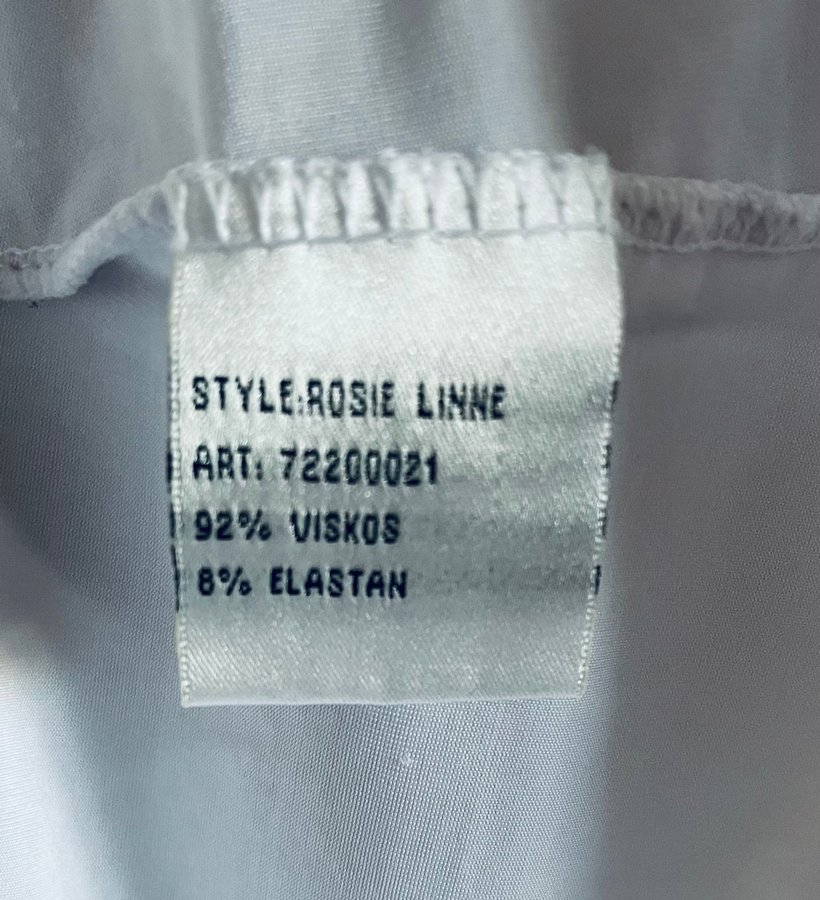 STYLE:ROSIE LINNE
ART: 72200021
92% VISKOS
8% ELASTAN